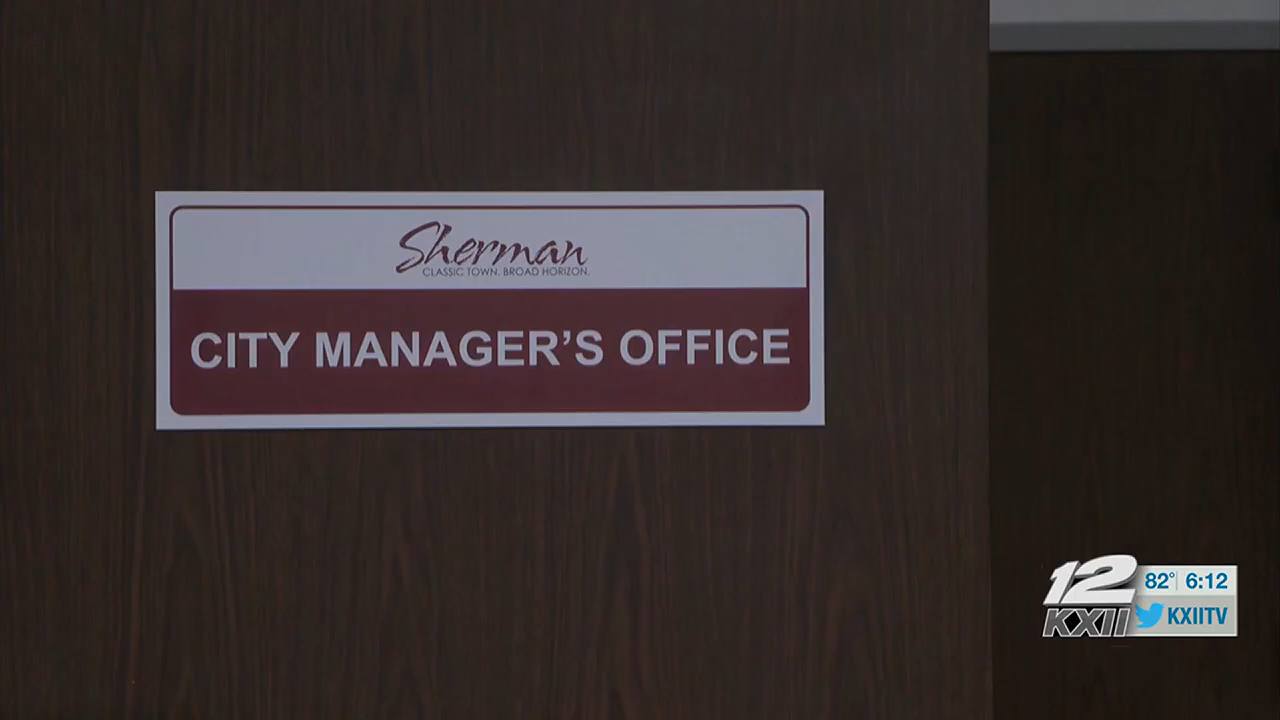 Sherman
CLASSIC TOWN. BROAD HORIZON.
CITY MANAGER'S OFFICE
12 82° 6:12
KXII KXIITV